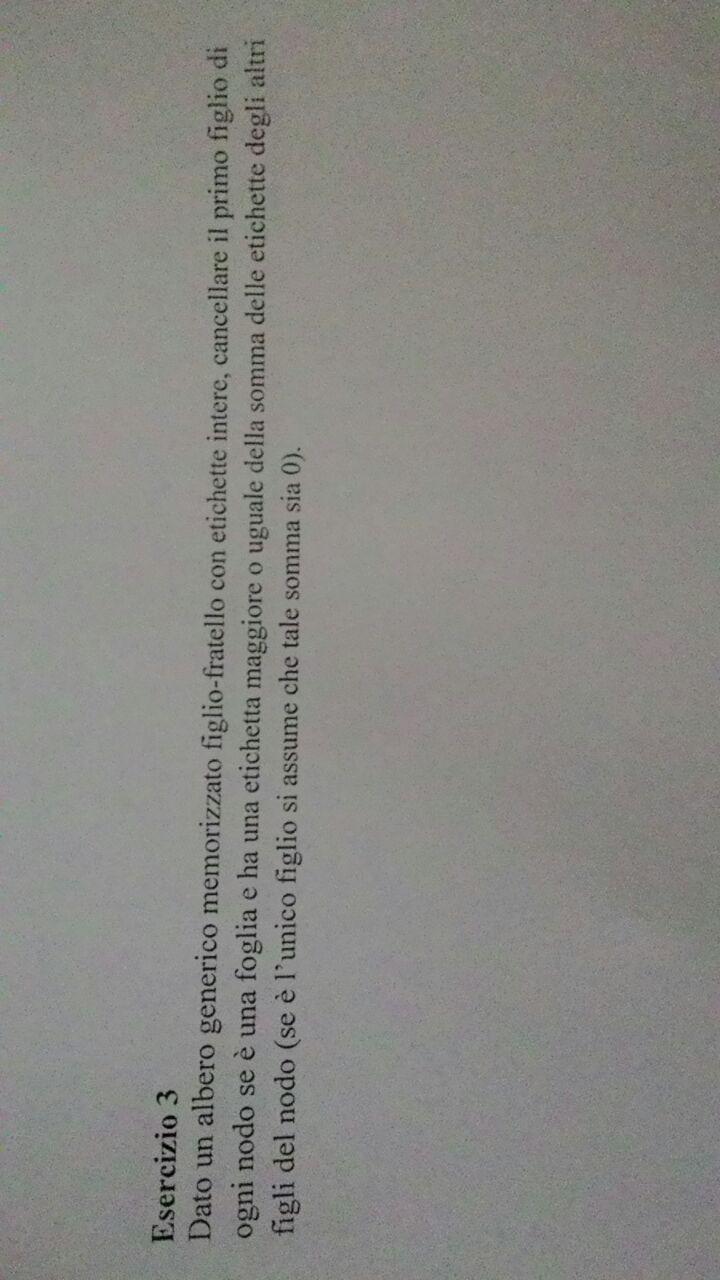 Esercizio 3
Dato un albero generico memorizzato figlio-fratello con etichette intere, cancellare il primo figlio di
ogni nodo se è una foglia e ha una etichetta maggiore o uguale della somma delle etichette degli altri
figli del nodo (se è l'unico figlio si assume che tale somma sia 0).